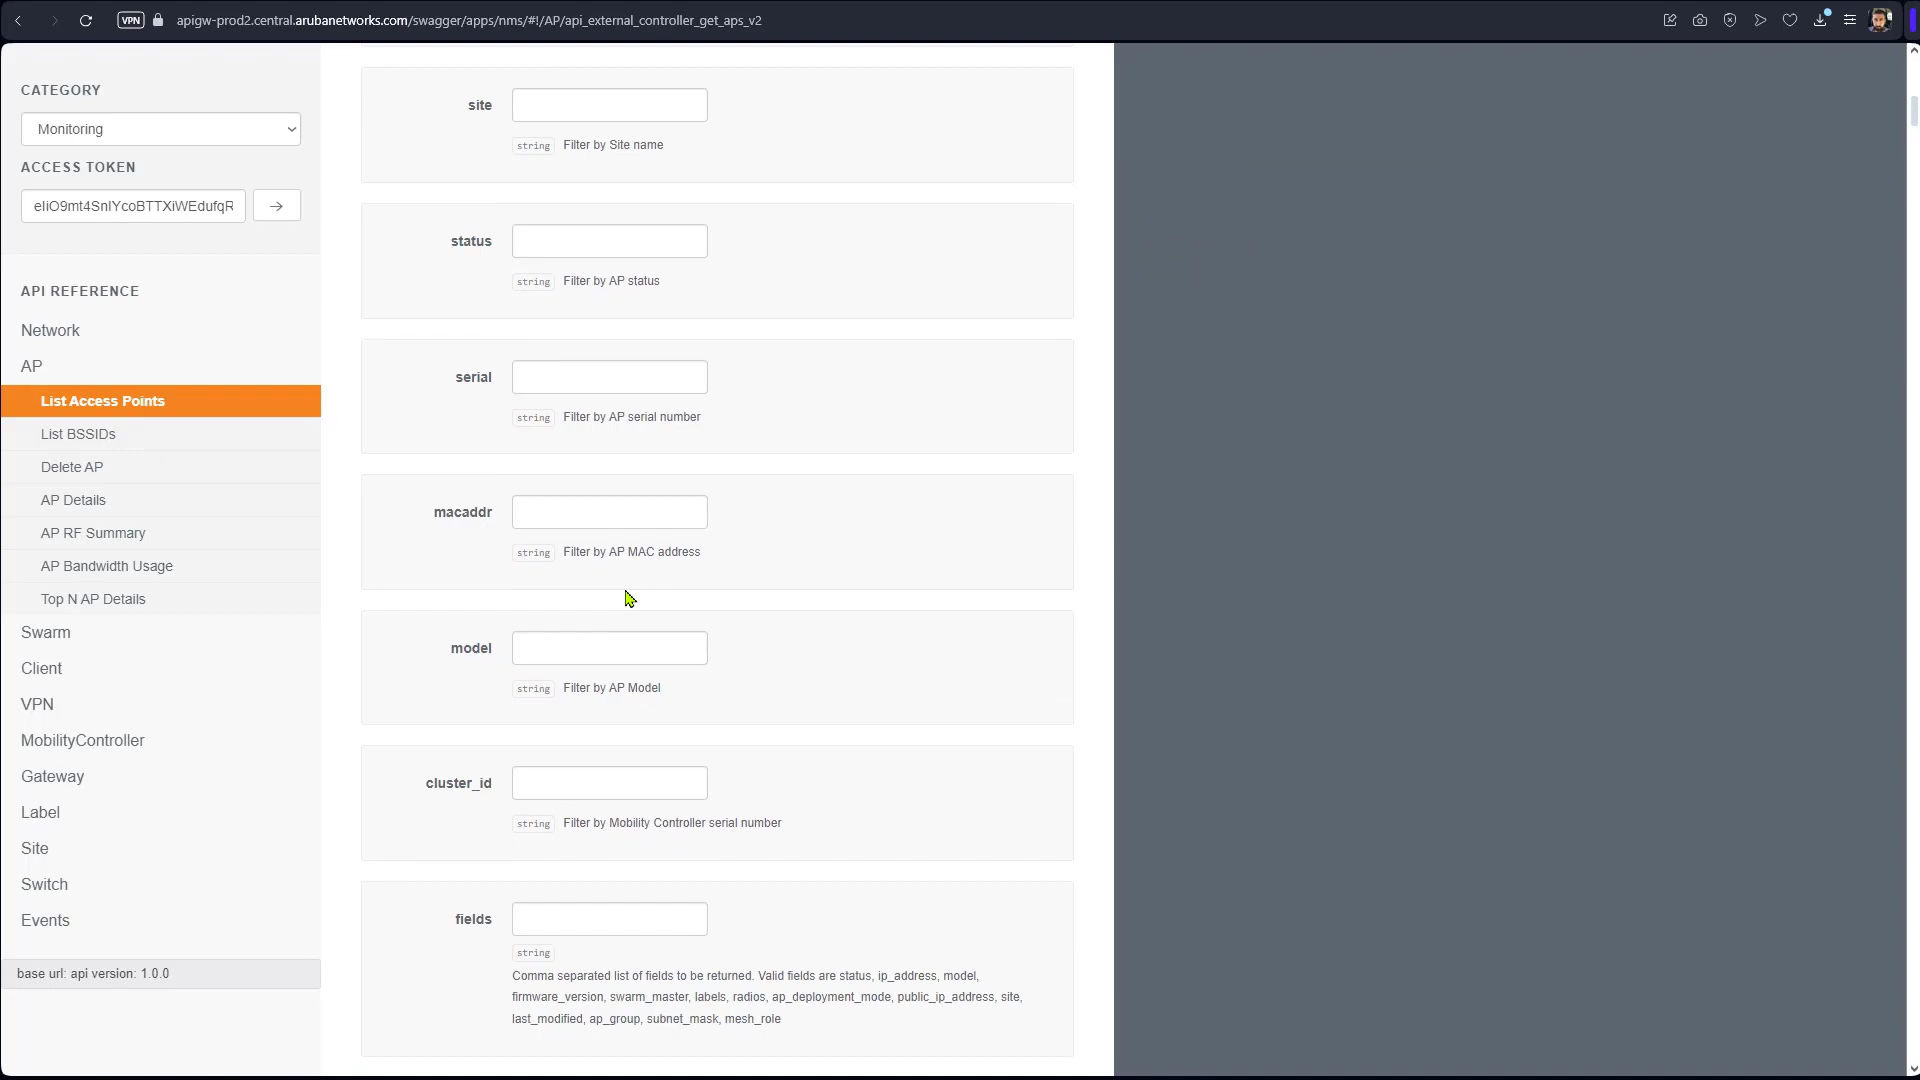 VPN
apigw-prod2.central.arubanetworks.com/swagger/apps/nms/#!/AP/api_external_controller_get_aps_v2
CATEGORY
Monitoring
ACCESS TOKEN
eIiO9mt4SnIYcoBTTXiWEdufqR
API REFERENCE
Network
AP
List Access Points
List BSSIDs
Delete AP
AP Details
AP RF Summary
AP Bandwidth Usage
Top N AP Details
Swarm
Client
VPN
MobilityController
Gateway
Label
Site
Switch
Events
base url: api version: 1.0.0
site
string Filter by Site name
status
string Filter by AP status
serial
string Filter by AP serial number
macaddr
string Filter by AP MAC address
model
string Filter by AP Model
cluster_id
string Filter by Mobility Controller serial number
fields
string
Comma separated list of fields to be returned. Valid fields are status, ip_address, model,
firmware_version, swarm_master, labels, radios, ap_deployment_mode, public_ip_address, site,
last_modified, ap_group, subnet_mask, mesh_role